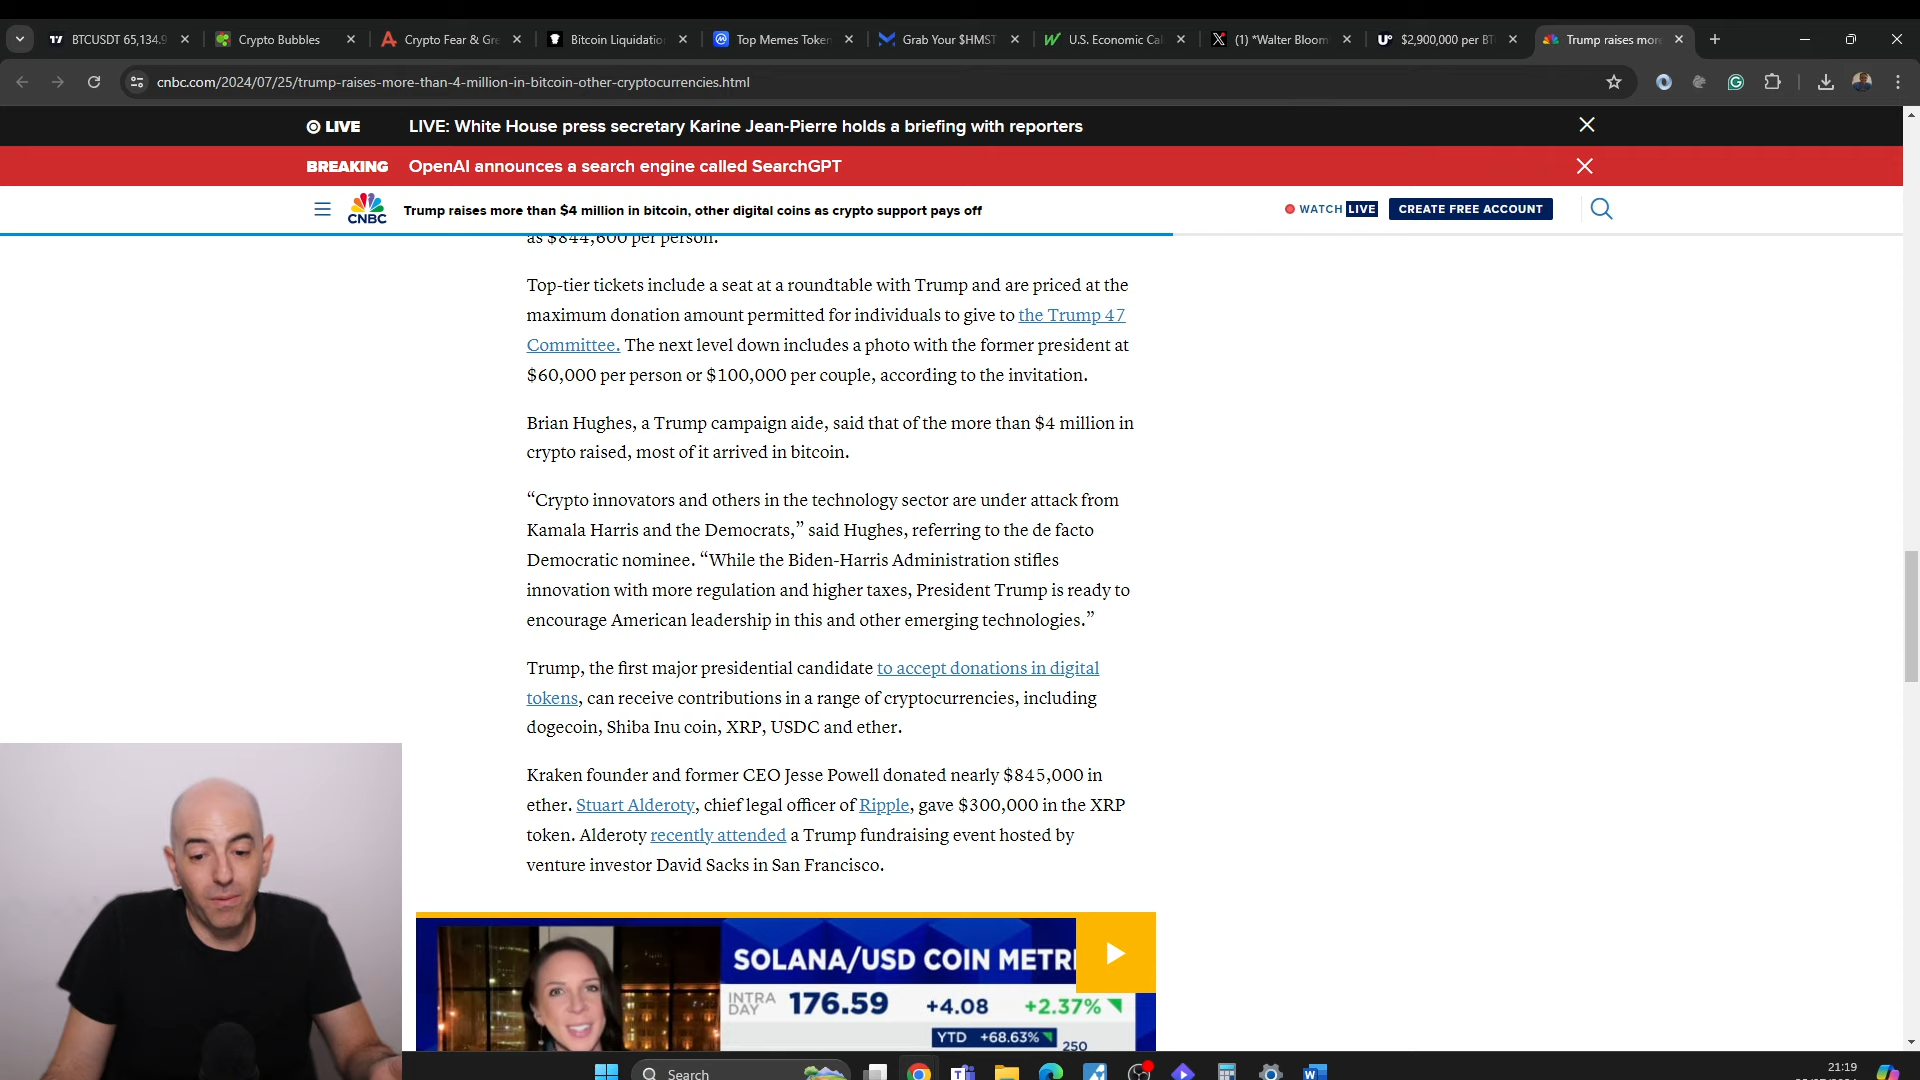 BTCUSDT 65,134.9
Crypto Bubbles
Crypto Fear & Gre
Bitcoin Liquidatio
Top Memes Token
Grab Your $HMST
U.S. Economic Cal
(1) *Walter Bloom
$2,900,000 per BT
Trump raises mor
cnbc.com/2024/07/25/trump-raises-more-than-4-million-in-bitcoin-other-cryptocurrencies.html
LIVE
LIVE: White House press secretary Karine Jean-Pierre holds a briefing with reporters
BREAKING
OpenAI announces a search engine called SearchGPT
CNBC
Trump raises more than $4 million in bitcoin, other digital coins as crypto support pays off
WATCH LIVE
CREATE FREE ACCOUNT
as $844,600 per person.
Top-tier tickets include a seat at a roundtable with Trump and are priced at the
maximum donation amount permitted for individuals to give to the Trump 47
Committee. The next level down includes a photo with the former president at
$60,000 per person or $100,000 per couple, according to the invitation.
Brian Hughes, a Trump campaign aide, said that of the more than $4 million in
crypto raised, most of it arrived in bitcoin.
“Crypto innovators and others in the technology sector are under attack from
Kamala Harris and the Democrats,” said Hughes, referring to the de facto
Democratic nominee. “While the Biden-Harris Administration stifles
innovation with more regulation and higher taxes, President Trump is ready to
encourage American leadership in this and other emerging technologies.”
Trump, the first major presidential candidate to accept donations in digital
tokens, can receive contributions in a range of cryptocurrencies, including
dogecoin, Shiba Inu coin, XRP, USDC and ether.
Kraken founder and former CEO Jesse Powell donated nearly $845,000 in
ether. Stuart Alderoty, chief legal officer of Ripple, gave $300,000 in the XRP
token. Alderoty recently attended a Trump fundraising event hosted by
venture investor David Sacks in San Francisco.
SOLANA/USD COIN METRI
INTRA DAY 176.59 +4.08 +2.37%
YTD +68.63%
250
Search
21:19